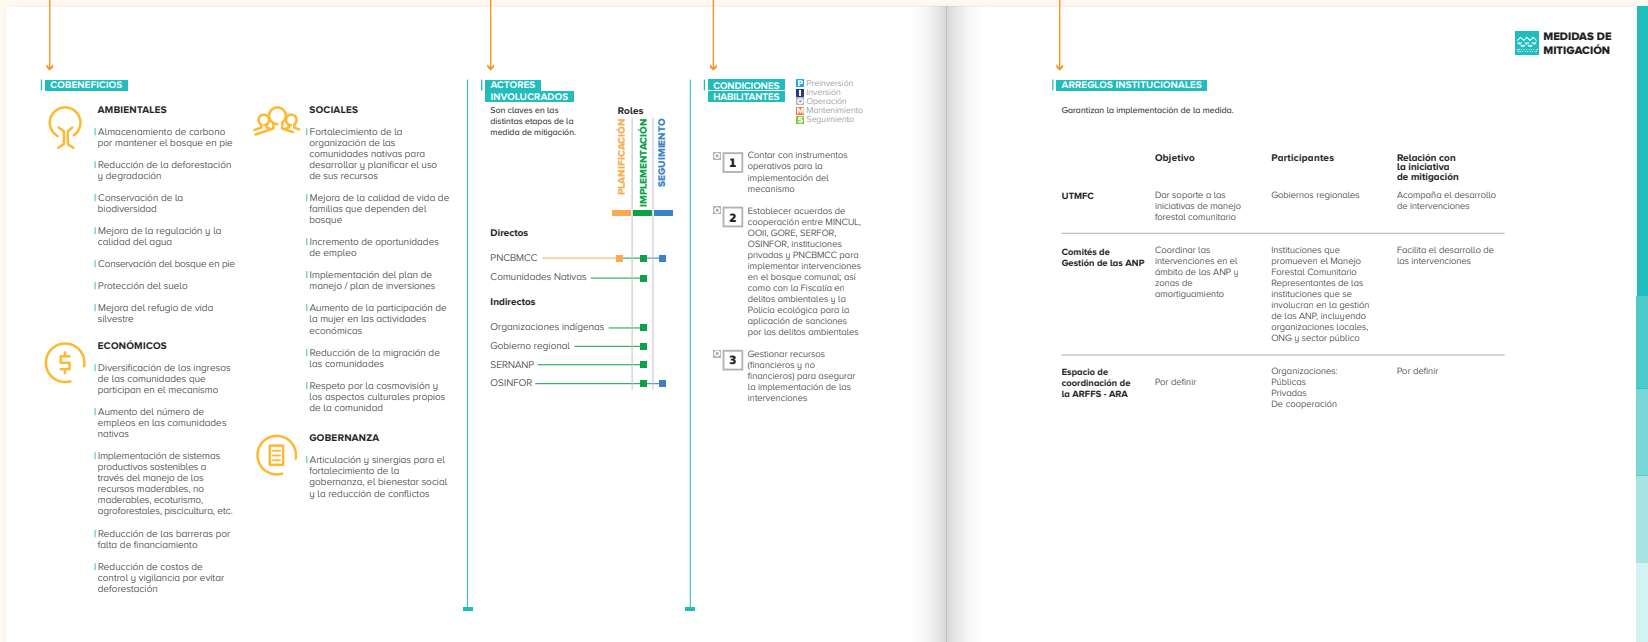 COBENEFICIOS
AMBIENTALES
Almacenamiento de carbono
por mantener el bosque en pie
Reducción de la deforestación
y degradación
Conservación de la
biodiversidad
Mejora de la regulación y la
calidad del agua
Conservación del bosque en pie
Protección del suelo
Mejora del refugio de vida
silvestre
ECONÓMICOS
Diversificación de los ingresos
de las comunidades que
participan en el mecanismo
Aumento del número de
empleos en las comunidades
nativas
Implementación de sistemas
productivos sostenibles a
través del manejo de los
recursos maderables, no
maderables, ecoturismo,
agroforestales, piscicultura, etc.
Reducción de las barreras por
falta de financiamiento
Reducción de costos de
control y vigilancia por evitar
deforestación
SOCIALES
Fortalecimiento de la
organización de las
comunidades nativas para
desarrollar y planificar el uso
de sus recursos
Mejora de la calidad de vida de
familias que dependen del
bosque
Incremento de oportunidades
de empleo
Implementación del plan de
manejo / plan de inversiones
Aumento de la participación de
la mujer en las actividades
económicas
Reducción de la migración de
las comunidades
Respeto por la cosmovisión y
los aspectos culturales propios
de la comunidad
GOBERNANZA
Articulación y sinergias para el
fortalecimiento de la
gobernanza, el bienestar social
y la reducción de conflictos
ACTORES
INVOLUCRADOS
Son claves en las
distintas etapas de la
medida de mitigación.
Roles
PLANIFICACIÓN
IMPLEMENTACIÓN
SEGUIMIENTO
Directos
PNCBMCC
Comunidades Nativas
Indirectos
Organizaciones indígenas
Gobierno regional
SERNANP
OSINFOR
CONDICIONES
HABILITANTES
P Preinversión
I Inversión
O Operación
M Mantenimiento
S Seguimiento
O 1 Contar con instrumentos
operativos para la
implementación del
mecanismo
O 2 Establecer acuerdos de
cooperación entre MINCUL,
OOII, GORE, SERFOR,
OSINFOR, instituciones
privadas y PNCBMCC para
implementar intervenciones
en el bosque comunal; así
como con la Fiscalía en
delitos ambientales y la
Policía ecológica para la
aplicación de sanciones
por los delitos ambientales
O 3 Gestionar recursos
(financieros y no
financieros) para asegurar
la implementación de las
intervenciones
MEDIDAS DE
MITIGACIÓN
ARREGLOS INSTITUCIONALES
Garantizan la implementación de la medida.
Objetivo
Participantes
Relación con
la iniciativa
de mitigación
UTMFC
Dar soporte a las
iniciativas de manejo
forestal comunitario
Gobiernos regionales
Acompaña el desarrollo
de intervenciones
Comités de
Gestión de las ANP
Coordinar las
intervenciones en el
ámbito de las ANP y
zonas de
amortiguamiento
Instituciones que
promueven el Manejo
Forestal Comunitario
Representantes de las
instituciones que se
involucran en la gestión
de las ANP, incluyendo
organizaciones locales,
ONG y sector público
Facilita el desarrollo de
las intervenciones
Espacio de
coordinación de
la ARFFS - ARA
Por definir
Organizaciones:
Públicas
Privadas
De cooperación
Por definir